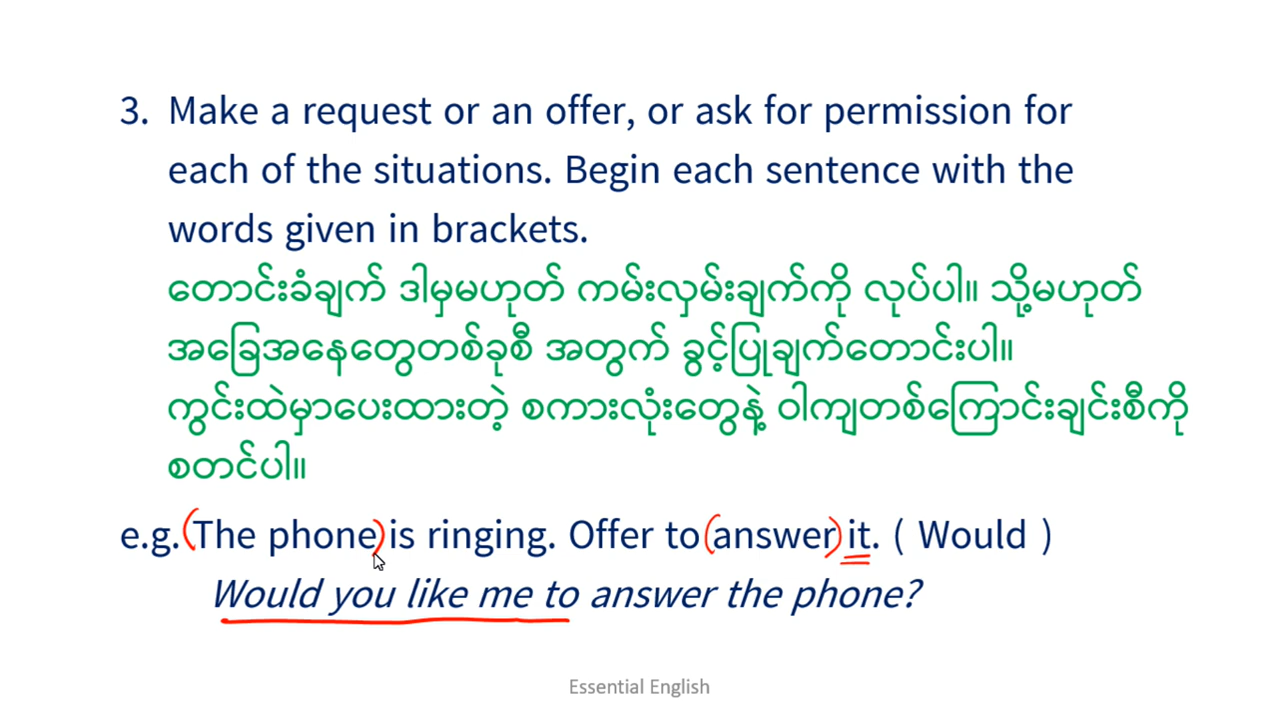 3. Make a request or an offer, or ask for permission for
each of the situations. Begin each sentence with the
words given in brackets.
တောင်းခံချက် ဒါမှမဟုတ် ကမ်းလှမ်းချက်ကို လုပ်ပါ။ သို့မဟုတ်
အခြေအနေတွေတစ်ခုစီ အတွက် ခွင့်ပြုချက်တောင်းပါ။
ကွင်းထဲမှာပေးထားတဲ့ စကားလုံးတွေနဲ့ ဝါကျတစ်ကြောင်းချင်းစီကို
စတင်ပါ။
e.g. (The phone) is ringing. Offer to (answer) it. ( Would )
Would you like me to answer the phone?
Essential English